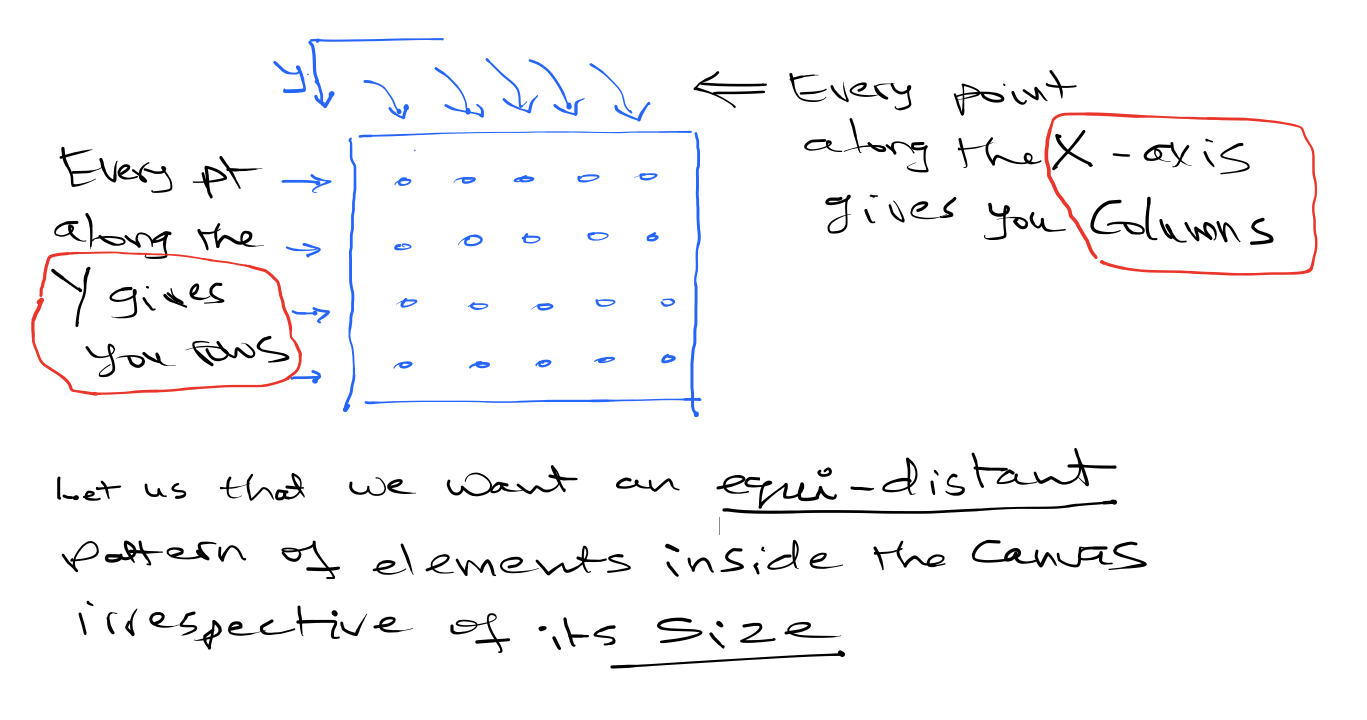 y
Every point
along the X-axis
gives you Columns
Every pt
along the
Y gives
you rows
Let us that we want an equi-distant
pattern of elements inside the Canvas
irrespective of its Size